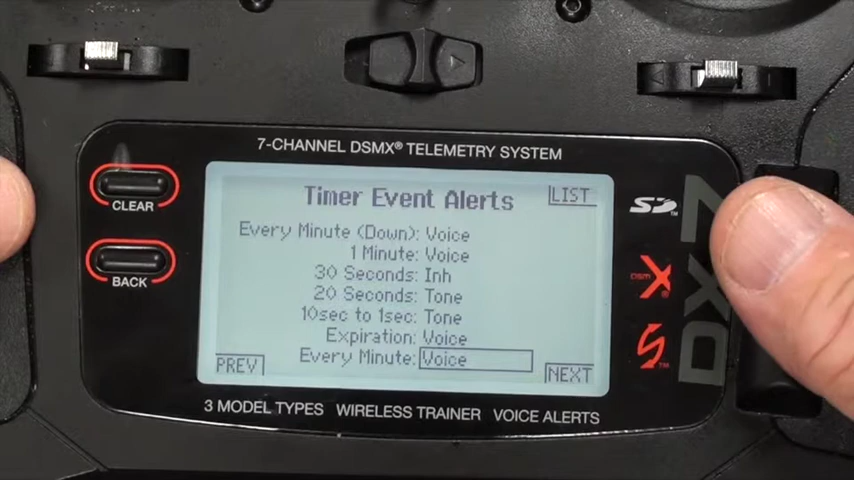 7-CHANNEL DSMX® TELEMETRY SYSTEM
CLEAR
BACK
Timer Event Alerts
LIST
Every Minute (Down): Voice
1 Minute: Voice
30 Seconds: Inh
20 Seconds: Tone
10sec to 1sec: Tone
Expiration: Voice
Every Minute: Voice
PREV
NEXT
SD
DSMX
DX7
3 MODEL TYPES WIRELESS TRAINER VOICE ALERTS